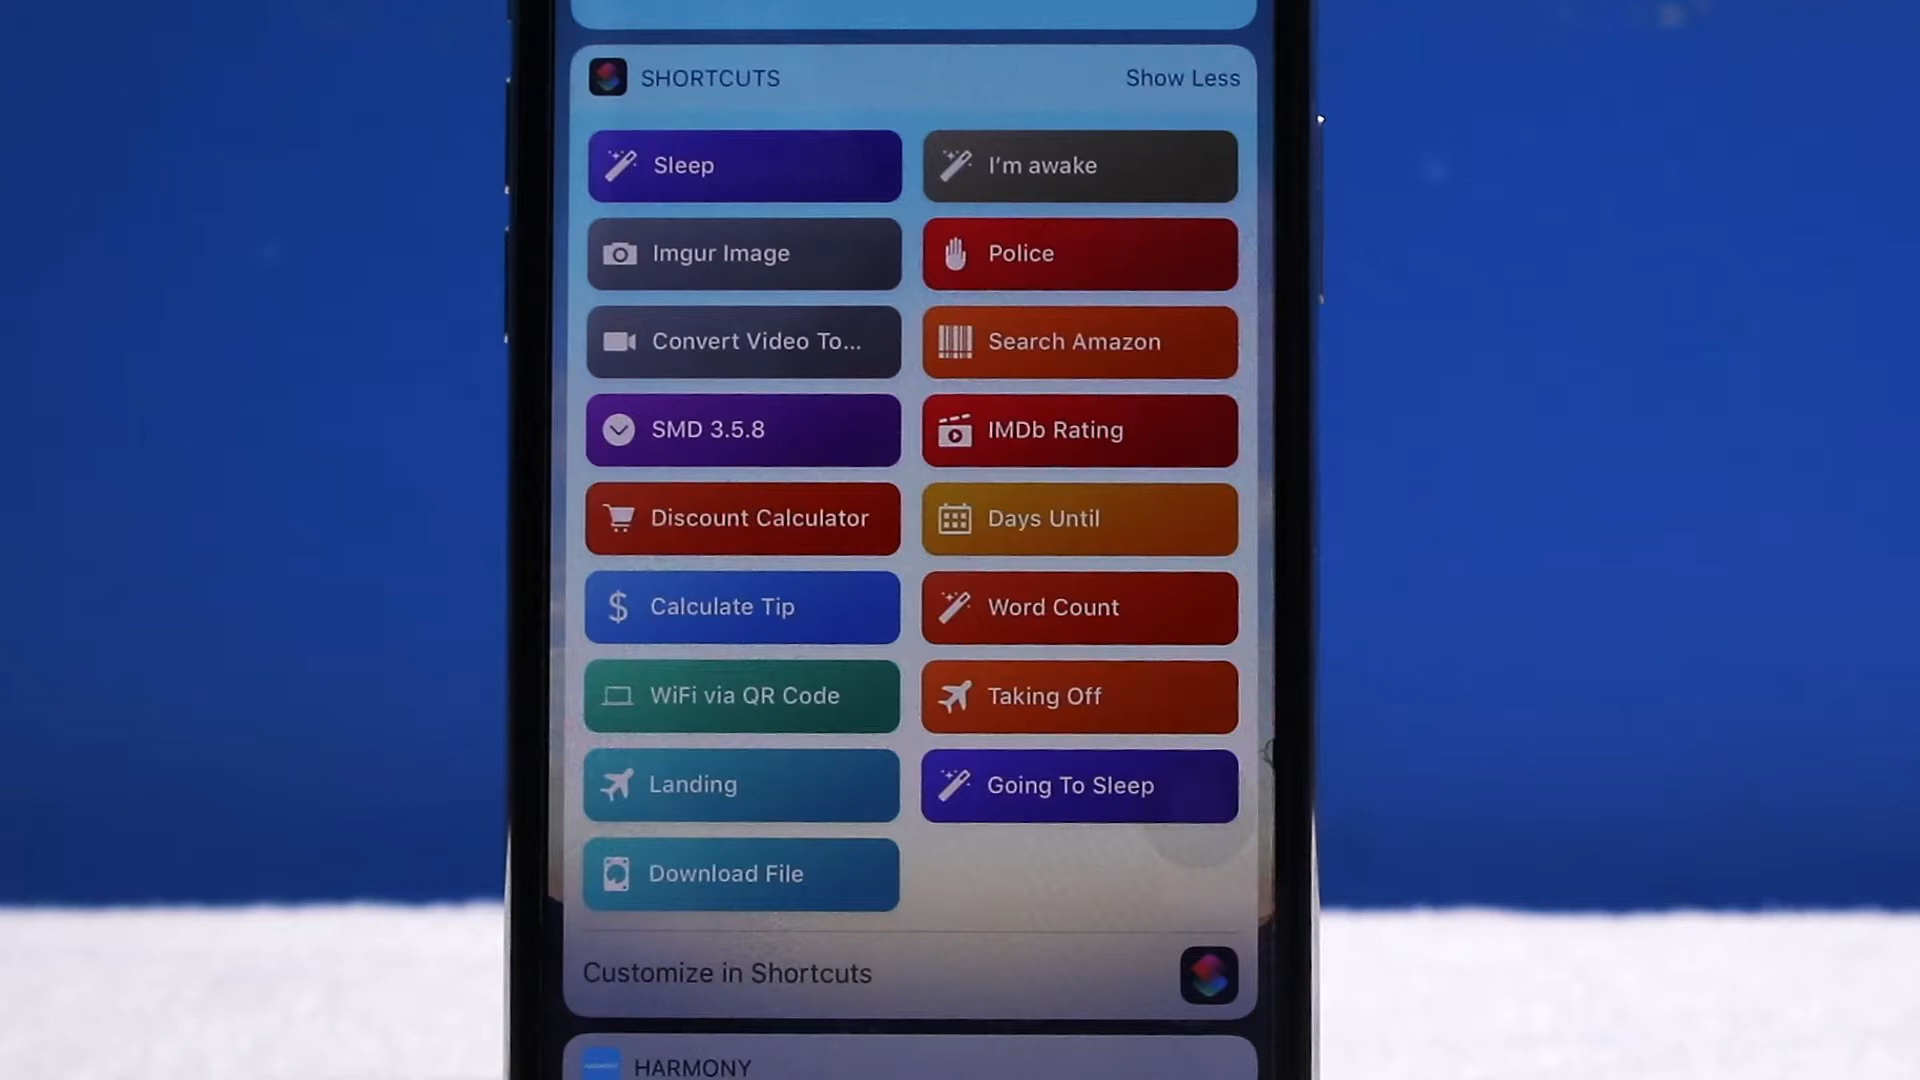 SHORTCUTS
Show Less
Sleep
I'm awake
Imgur Image
Police
Convert Video To...
Search Amazon
SMD 3.5.8
IMDb Rating
Discount Calculator
Days Until
$ Calculate Tip
Word Count
WiFi via QR Code
Taking Off
Landing
Going To Sleep
Download File
Customize in Shortcuts
HARMONY